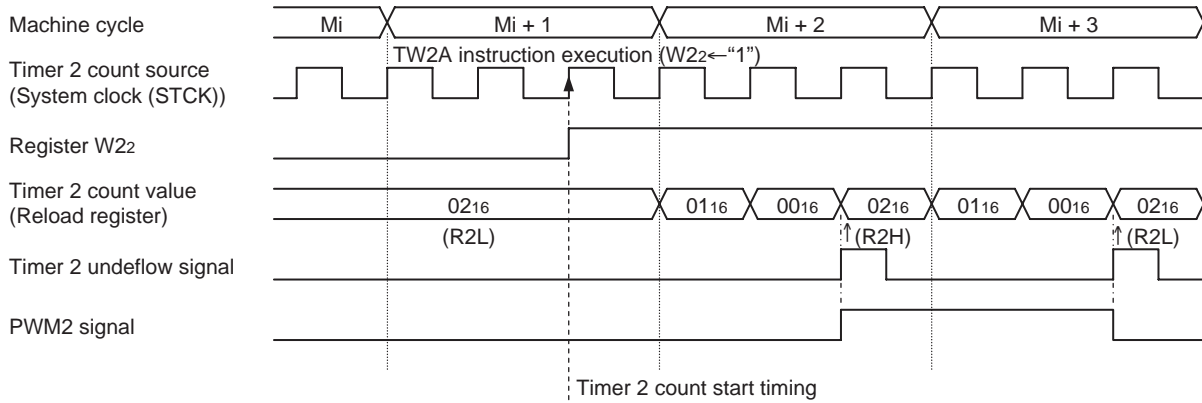 Machine cycle Mi Mi + 1 Mi + 2 Mi + 3
TW2A instruction execution (W22←“1”)
Timer 2 count source
(System clock (STCK))
Register W22
Timer 2 count value
(Reload register)
0216 0116 0016 0216 0116 0016 0216
(R2L) ↑(R2H) ↑(R2L)
Timer 2 undeflow signal
PWM2 signal
Timer 2 count start timing